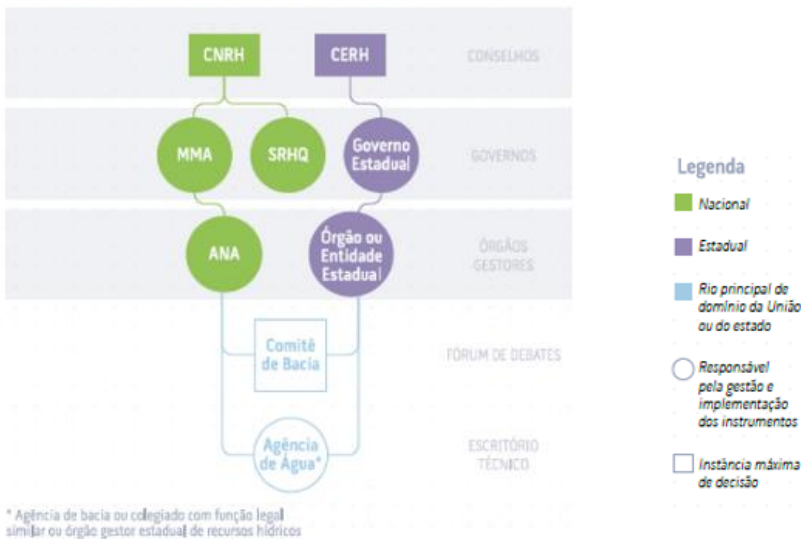 CNRH
CERH
CONSELHOS
MMA
SRHQ
Governo
Estadual
GOVERNOS
ANA
Órgão ou
Entidade
Estadual
ÓRGÃOS
GESTORES
Comitê
de Bacia
FÓRUM DE DEBATES
Agência
de Água*
ESCRITÓRIO
TÉCNICO
* Agência de bacia ou colegiado com função legal
similar ou órgão gestor estadual de recursos hídricos
Legenda
Nacional
Estadual
Rio principal de
domínio da União
ou do estado
Responsável
pela gestão e
implementação
dos instrumentos
Instância máxima
de decisão